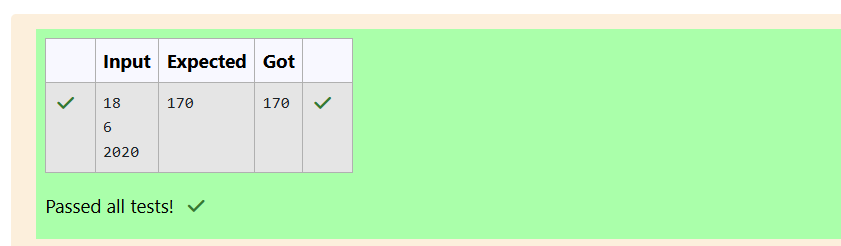 Input Expected Got
18 170 170
6
2020
Passed all tests!